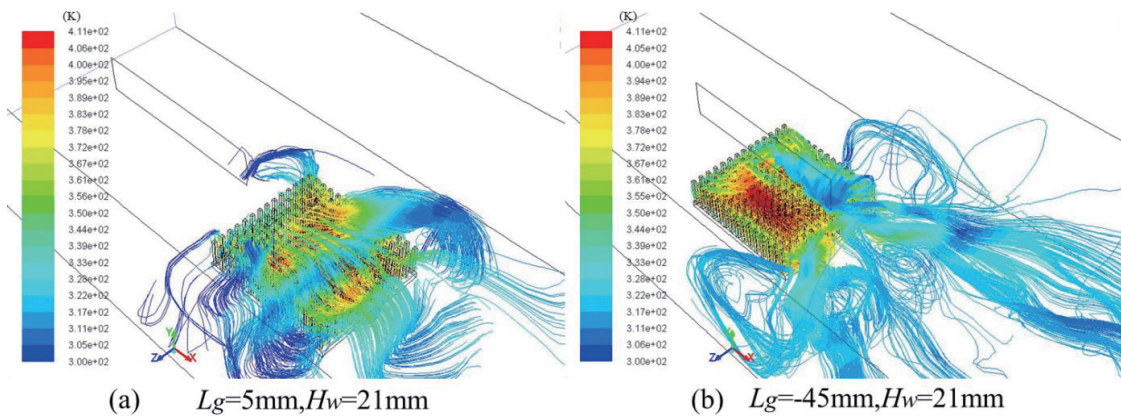 (K)
4.11e+02
4.06e+02
4.00e+02
3.95e+02
3.89e+02
3.83e+02
3.78e+02
3.72e+02
3.67e+02
3.61e+02
3.56e+02
3.50e+02
3.44e+02
3.39e+02
3.33e+02
3.28e+02
3.22e+02
3.17e+02
3.11e+02
3.05e+02
3.00e+02
Y
Z
X
(a) Lg=5mm,Hw=21mm
(K)
4.11e+02
4.05e+02
4.00e+02
3.94e+02
3.89e+02
3.83e+02
3.78e+02
3.72e+02
3.67e+02
3.61e+02
3.55e+02
3.50e+02
3.44e+02
3.39e+02
3.33e+02
3.28e+02
3.22e+02
3.17e+02
3.11e+02
3.05e+02
3.00e+02
Y
Z
X
(b) Lg=-45mm,Hw=21mm